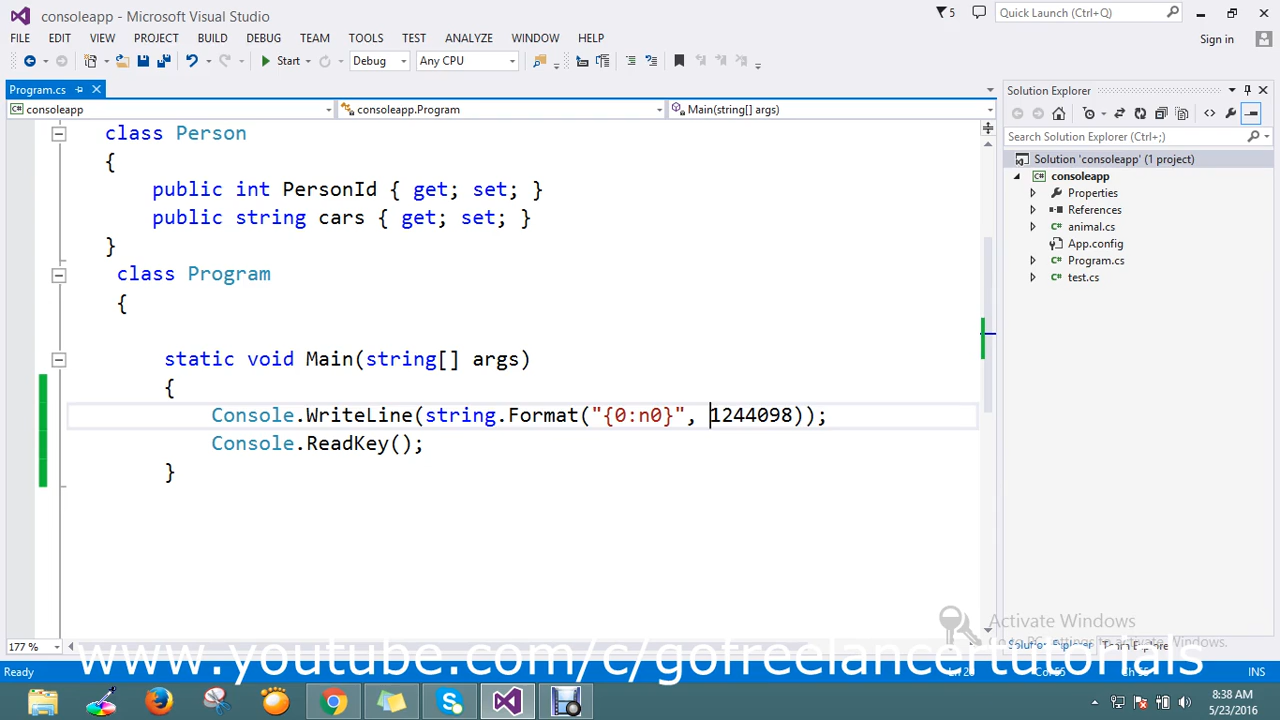 consoleapp - Microsoft Visual Studio
5
Quick Launch (Ctrl+Q)
FILE EDIT VIEW PROJECT BUILD DEBUG TEAM TOOLS TEST ANALYZE WINDOW HELP
Sign in
Start Debug Any CPU
Program.cs
consoleapp consoleapp.Program Main(string[] args)
class Person
{
public int PersonId { get; set; }
public string cars { get; set; }
}
class Program
{
static void Main(string[] args)
{
Console.WriteLine(string.Format("{0:n0}", 1244098));
Console.ReadKey();
}
Solution Explorer
Search Solution Explorer (Ctrl+;)
Solution 'consoleapp' (1 project)
consoleapp
Properties
References
animal.cs
App.config
Program.cs
test.cs
Activate Windows
to activate Windows.
177 %
www.youtube.com/c/gofreelancertutorials
Ready
INS
8:38 AM
5/23/2016